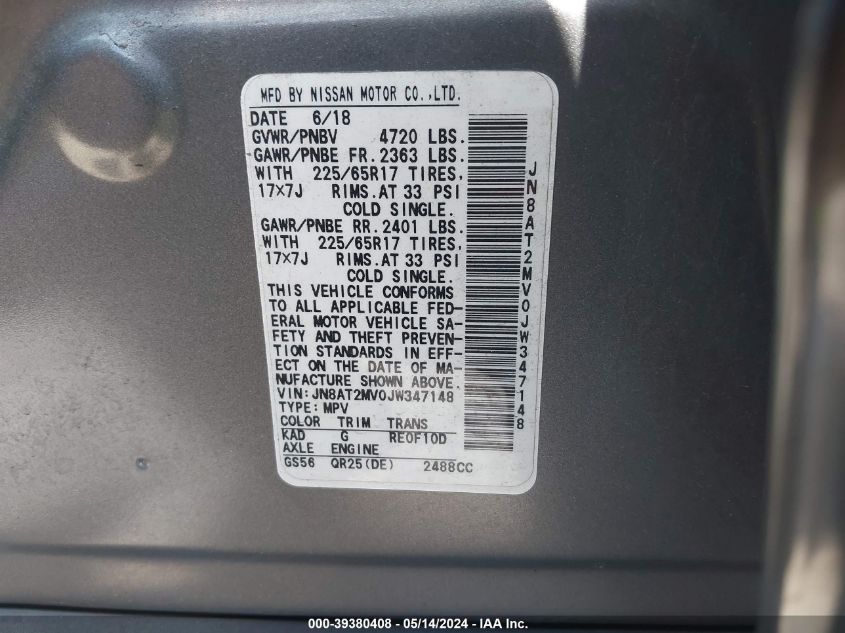 MFD BY NISSAN MOTOR CO.,LTD.
DATE 6/18
GVWR/PNBV 4720 LBS.
GAWR/PNBE FR. 2363 LBS.
WITH 225/65R17 TIRES,
17×7J RIMS.AT 33 PSI
COLD SINGLE.
GAWR/PNBE RR. 2401 LBS.
WITH 225/65R17 TIRES,
17×7J RIMS.AT 33 PSI
COLD SINGLE.
THIS VEHICLE CONFORMS
TO ALL APPLICABLE FED-
ERAL MOTOR VEHICLE SA-
FETY AND THEFT PREVEN-
TION STANDARDS IN EFF-
ECT ON THE DATE OF MA-
NUFACTURE SHOWN ABOVE.
VIN: JN8AT2MV0JW347148
TYPE: MPV
COLOR TRIM TRANS
KAD G RE0F10D
AXLE ENGINE
GS56 QR25(DE) 2488CC
JN8AT2MV0JW347148
000-39380408 - 05/14/2024 - IAA Inc.